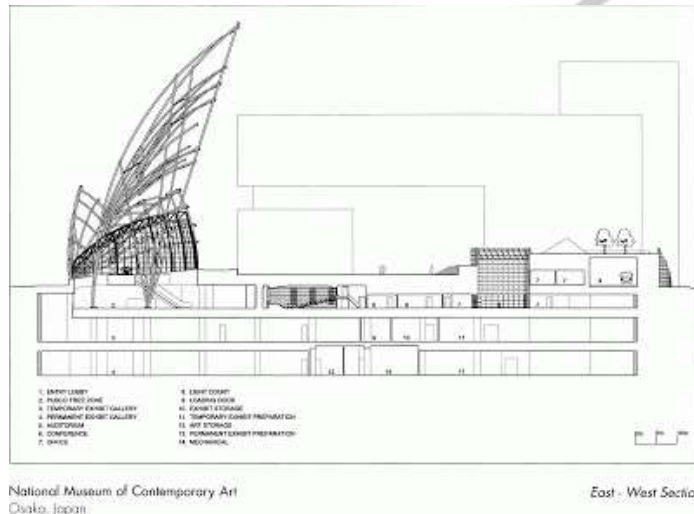 1. ENTRY LOBBY
2. PUBLIC FREE ZONE
3. TEMPORARY EXHIBIT GALLERY
4. PERMANENT EXHIBIT GALLERY
5. AUDITORIUM
6. CONFERENCE
7. OFFICE
8. LIGHT COURT
9. LOADING DOCK
10. EXHIBIT STORAGE
11. TEMPORARY EXHIBIT PREPARATION
12. ART STORAGE
13. PERMANENT EXHIBIT PREPARATION
14. MECHANICAL
National Museum of Contemporary Art
East - West Sectio
Osaka, Japan